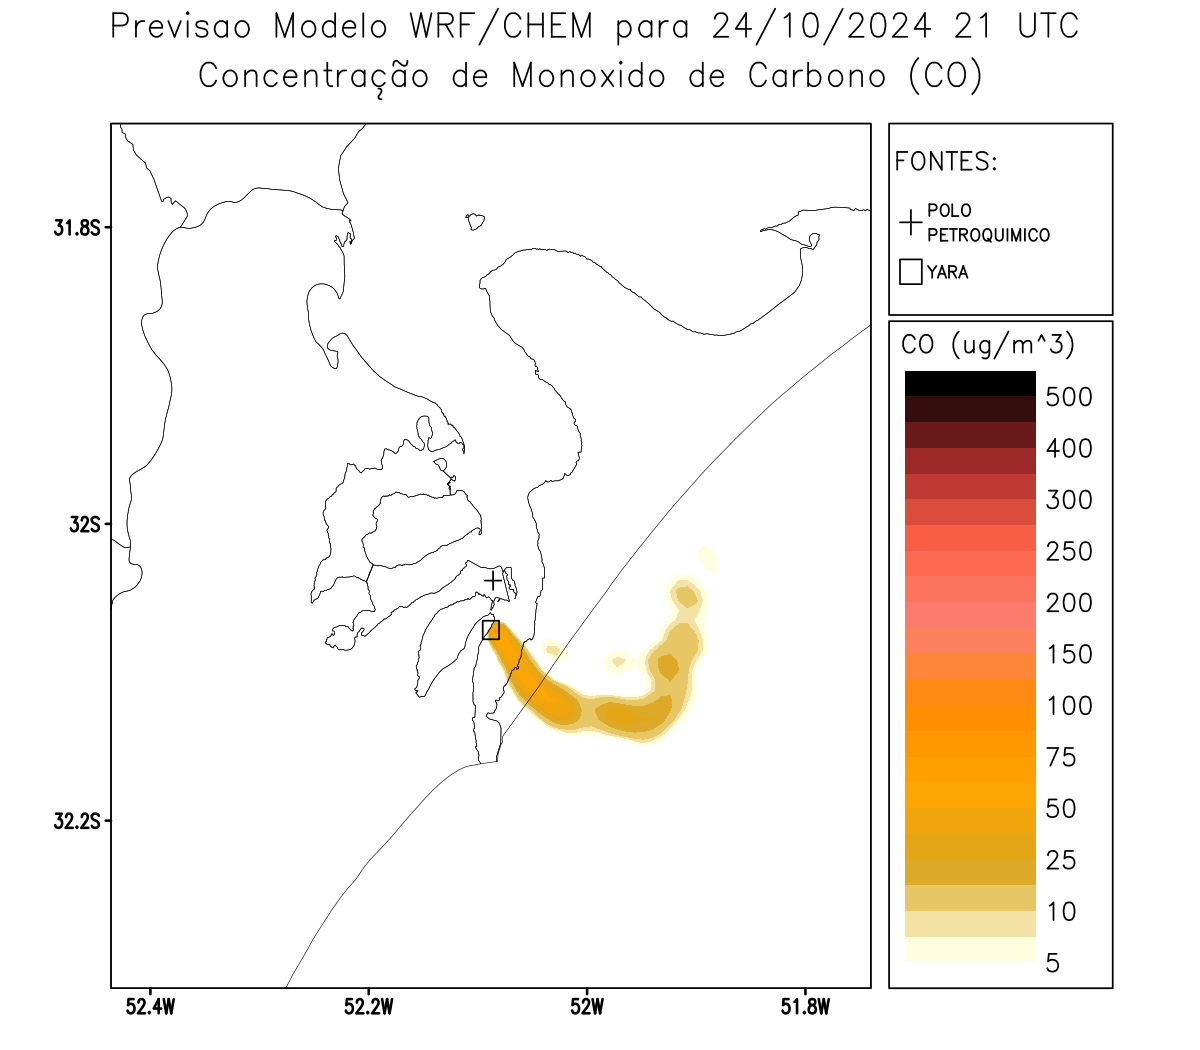 Previsao Modelo WRF/CHEM para 24/10/2024 21 UTC
Concentração de Monoxido de Carbono (CO)
FONTES:
POLO
PETROQUIMICO
YARA
CO (ug/m^3)
500
400
300
250
200
150
100
75
50
25
10
5
31.8S
32S
32.2S
52.4W
52.2W
52W
51.8W